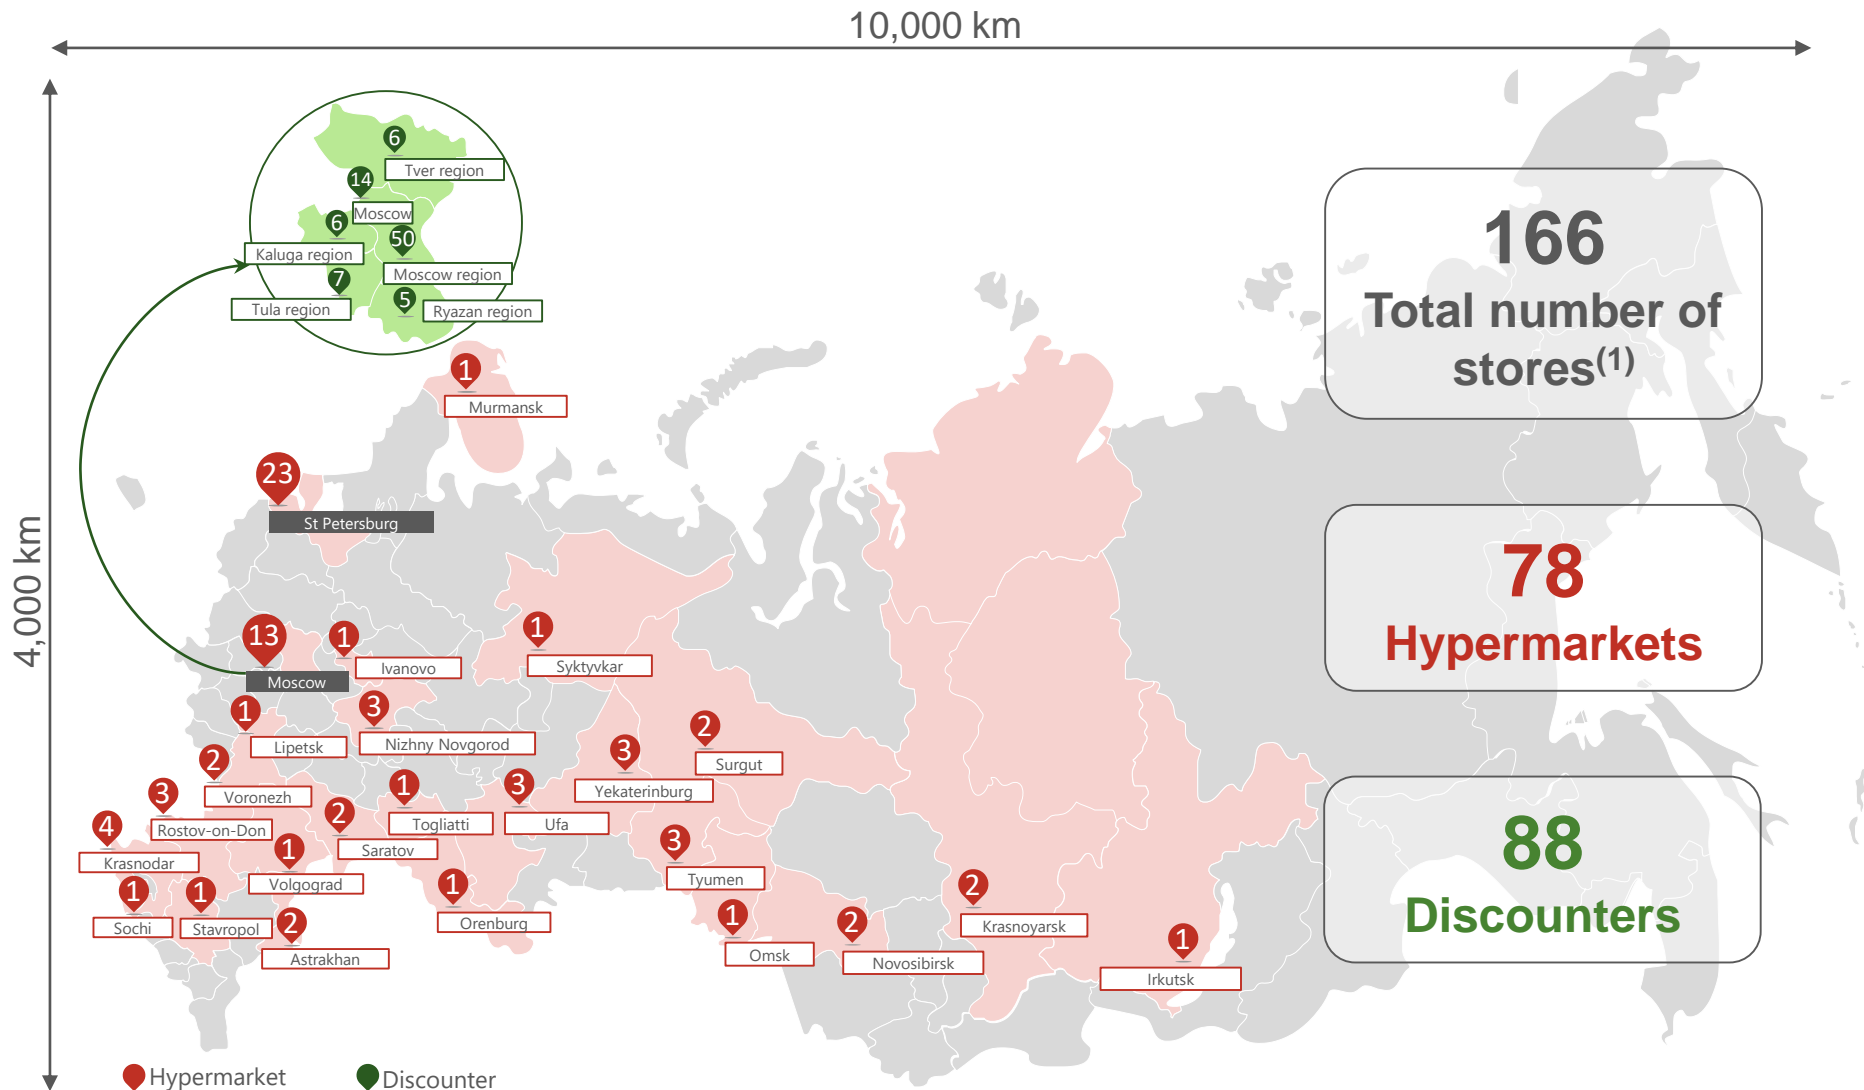 10,000 km
4,000 km
6
Tver region
14
Moscow
6
Kaluga region
50
Moscow region
7
Tula region
5
Ryazan region
166
Total number of
stores(1)
1
Murmansk
23
St Petersburg
78
Hypermarkets
13
Moscow
1
Ivanovo
1
Syktyvkar
1
Lipetsk
3
Nizhny Novgorod
2
Surgut
3
Yekaterinburg
2
Voronezh
3
Rostov-on-Don
1
Togliatti
3
Ufa
2
Saratov
4
Krasnodar
1
Volgograd
3
Tyumen
88
Discounters
1
Sochi
1
Stavropol
2
Astrakhan
1
Orenburg
1
Omsk
2
Novosibirsk
2
Krasnoyarsk
1
Irkutsk
Hypermarket
Discounter